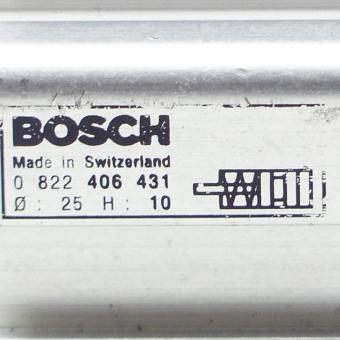 BOSCH
Made in Switzerland
0 822 406 431
Ø : 25 H : 10